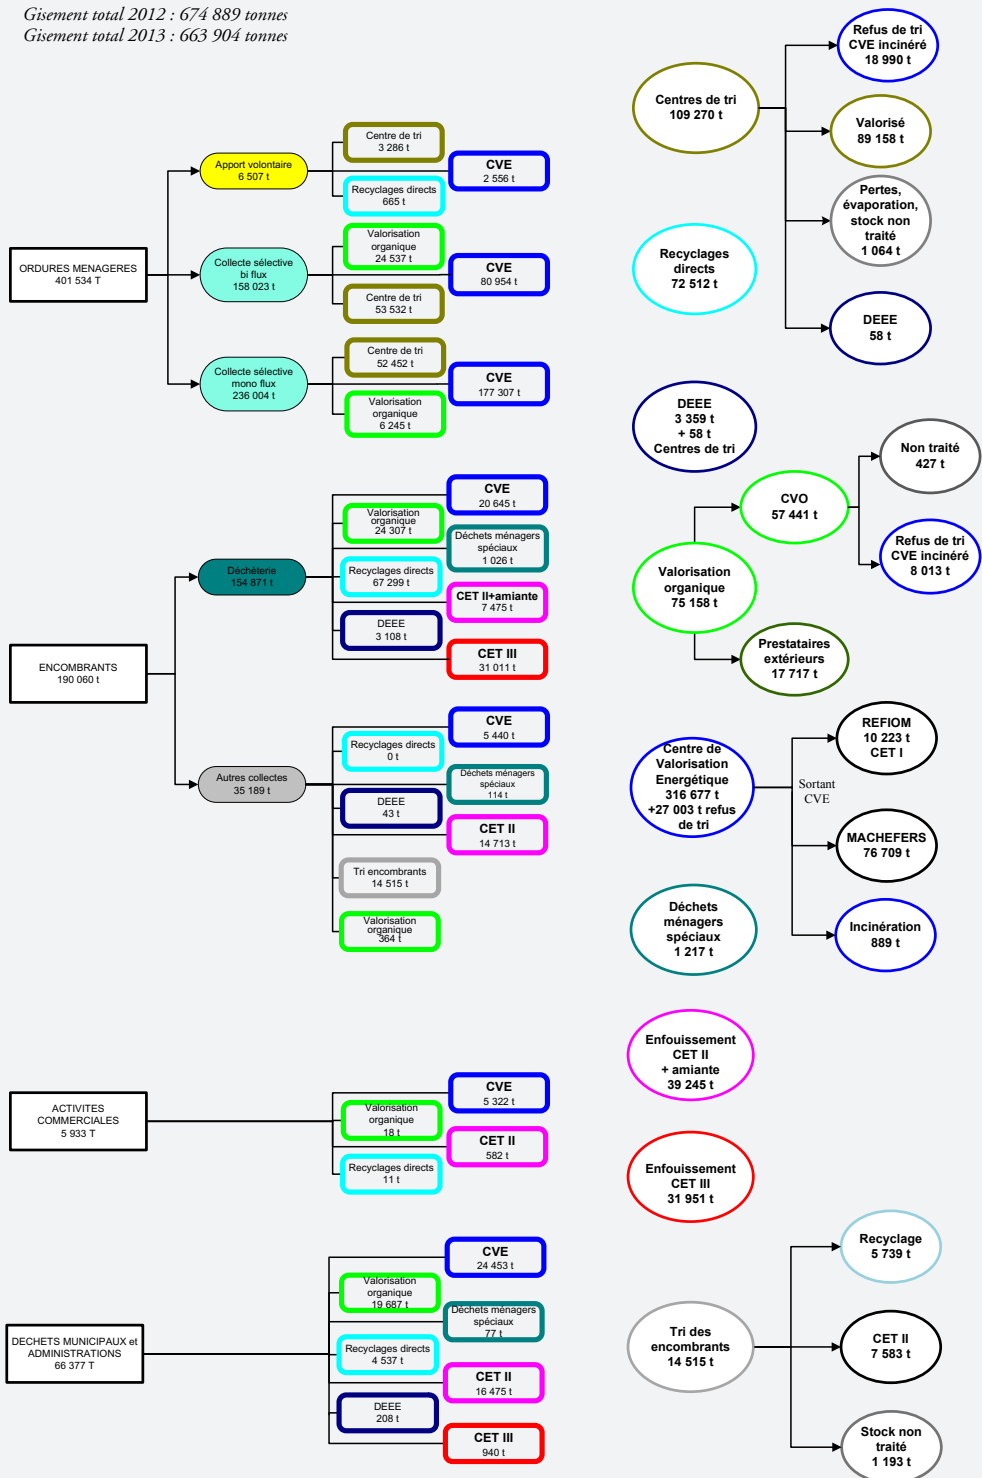 Gisement total 2012 : 674 889 tonnes
Gisement total 2013 : 663 904 tonnes
ORDURES MENAGERES
401 534 T
Apport volontaire
6 507 t
Centre de tri
3 286 t
CVE
2 556 t
Recyclages directs
665 t
Collecte sélective
bi flux
158 023 t
Valorisation
organique
24 537 t
CVE
80 954 t
Centre de tri
53 532 t
Collecte sélective
mono flux
236 004 t
Centre de tri
52 452 t
CVE
177 307 t
Valorisation
organique
6 245 t
ENCOMBRANTS
190 060 t
Déchèterie
154 871 t
CVE
20 645 t
Valorisation
organique
24 307 t
Déchets ménagers
spéciaux
1 026 t
Recyclages directs
67 299 t
CET II+amiante
7 475 t
DEEE
3 108 t
CET III
31 011 t
Autres collectes
35 189 t
CVE
5 440 t
Recyclages directs
0 t
Déchets ménagers
spéciaux
114 t
DEEE
43 t
CET II
14 713 t
Tri encombrants
14 515 t
Valorisation
organique
364 t
ACTIVITES
COMMERCIALES
5 933 T
CVE
5 322 t
Valorisation
organique
18 t
CET II
582 t
Recyclages directs
11 t
DECHETS MUNICIPAUX et
ADMINISTRATIONS
66 377 T
CVE
24 453 t
Valorisation
organique
19 687 t
Déchets ménagers
spéciaux
77 t
Recyclages directs
4 537 t
CET II
16 475 t
DEEE
208 t
CET III
940 t
Centres de tri
109 270 t
Refus de tri
CVE incinéré
18 990 t
Valorisé
89 158 t
Pertes,
évaporation,
stock non
traité
1 064 t
DEEE
58 t
Recyclages
directs
72 512 t
DEEE
3 359 t
+ 58 t
Centres de tri
Valorisation
organique
75 158 t
CVO
57 441 t
Non traité
427 t
Refus de tri
CVE incinéré
8 013 t
Prestataires
extérieurs
17 717 t
Centre de
Valorisation
Energétique
316 677 t
+27 003 t refus
de tri
Sortant
CVE
REFIOM
10 223 t
CET I
MACHEFERS
76 709 t
Incinération
889 t
Déchets
ménagers
spéciaux
1 217 t
Enfouissement
CET II
+ amiante
39 245 t
Enfouissement
CET III
31 951 t
Tri des
encombrants
14 515 t
Recyclage
5 739 t
CET II
7 583 t
Stock non
traité
1 193 t